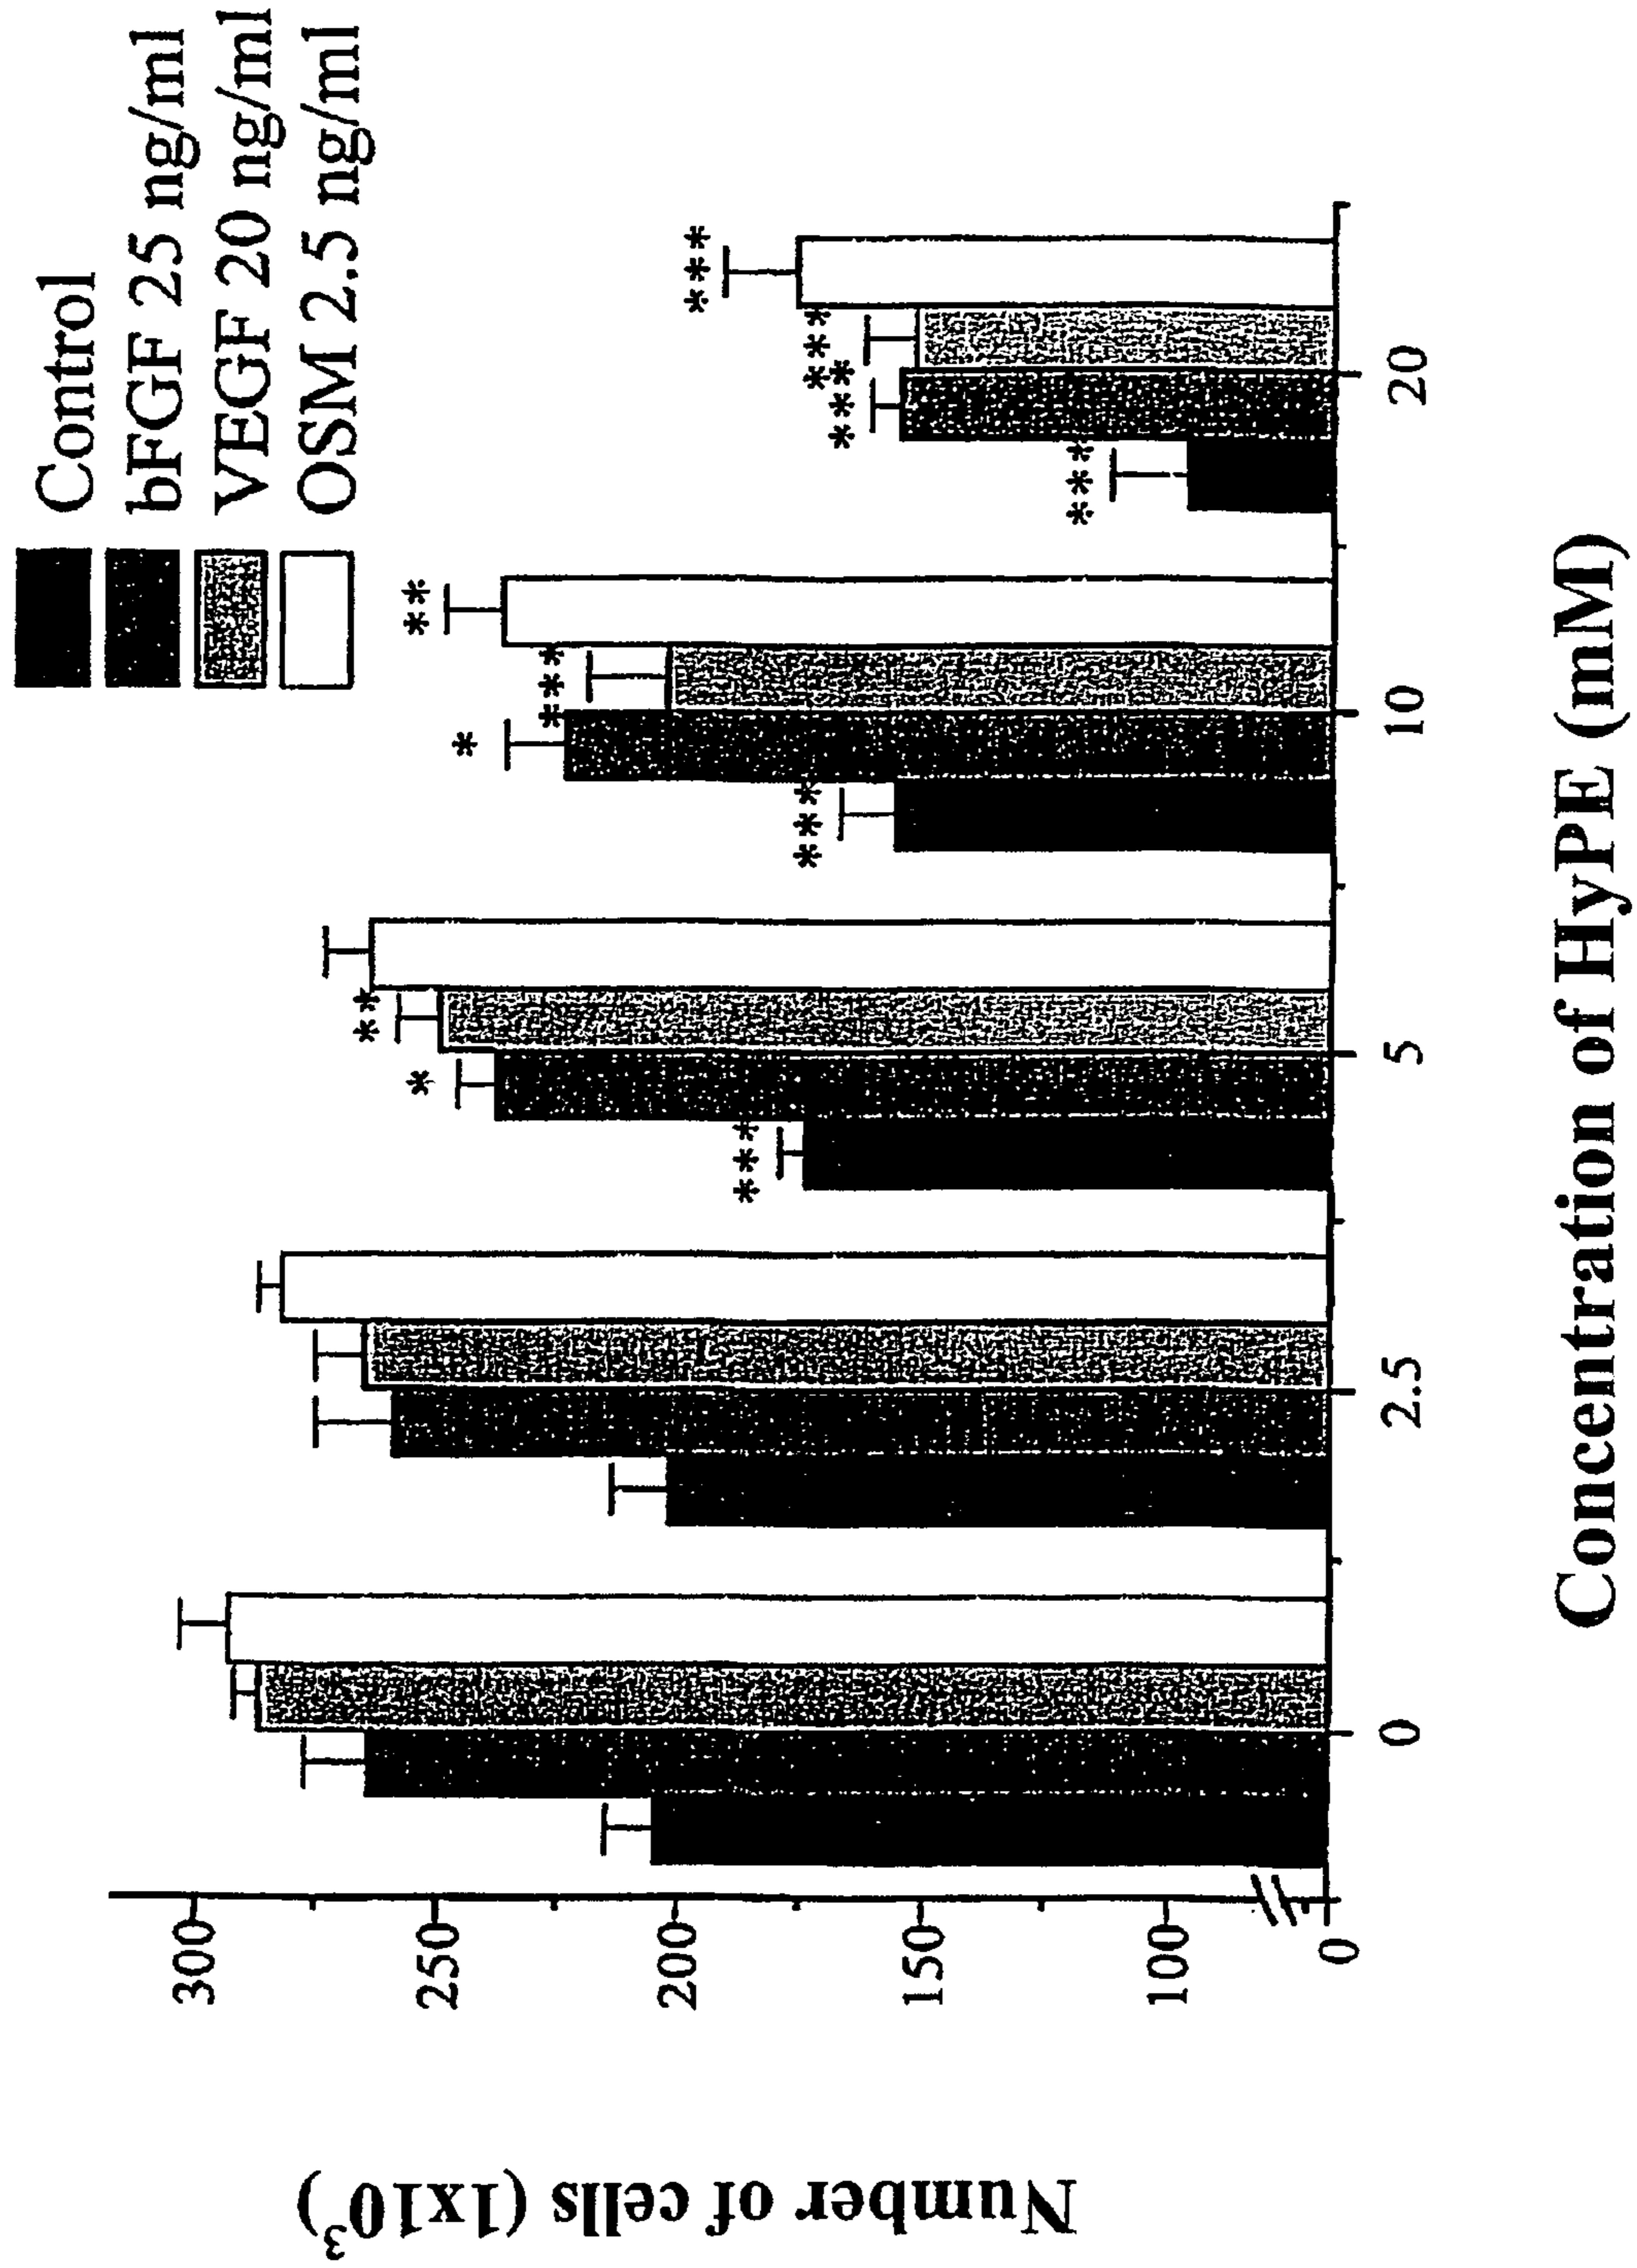 Control
bFGF 25 ng/ml
VEGF 20 ng/ml
OSM 2.5 ng/ml
Number of cells (1x10³)
300
250
200
150
100
0
*** * *** **
*** * **
*** *** *** ***
0 2.5 5 10 20
Concentration of HyPE (mM)